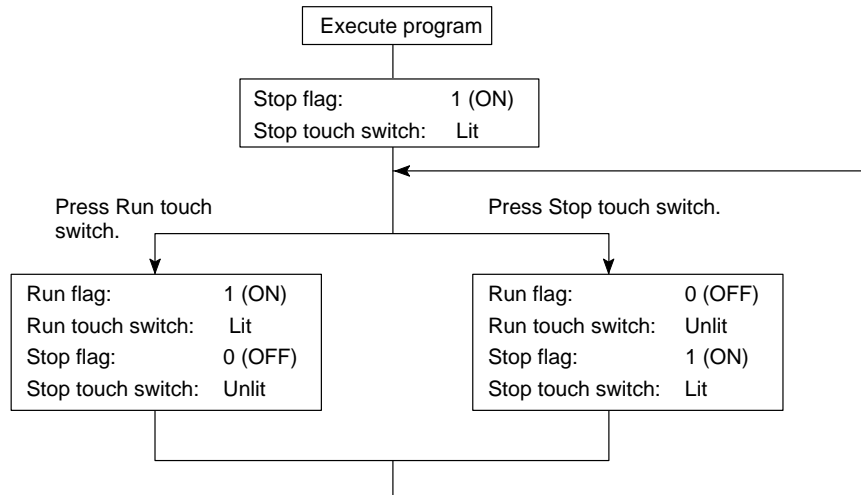 Execute program
Stop flag: 1 (ON)
Stop touch switch: Lit
Press Run touch
switch.
Press Stop touch switch.
Run flag: 1 (ON)
Run touch switch: Lit
Stop flag: 0 (OFF)
Stop touch switch: Unlit
Run flag: 0 (OFF)
Run touch switch: Unlit
Stop flag: 1 (ON)
Stop touch switch: Lit